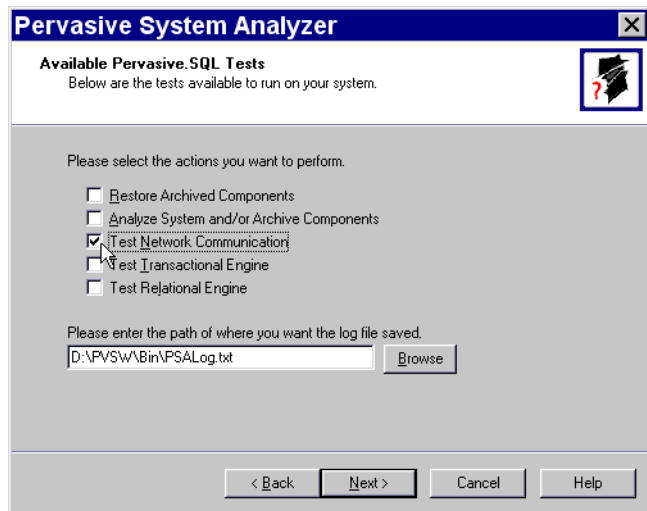 Pervasive System Analyzer
Available Pervasive.SQL Tests
Below are the tests available to run on your system.
?
Please select the actions you want to perform.
Restore Archived Components
Analyze System and/or Archive Components
Test Network Communication
Test Transactional Engine
Test Relational Engine
Please enter the path of where you want the log file saved.
D:\PVSW\Bin\PSALog.txt
Browse
< Back
Next >
Cancel
Help